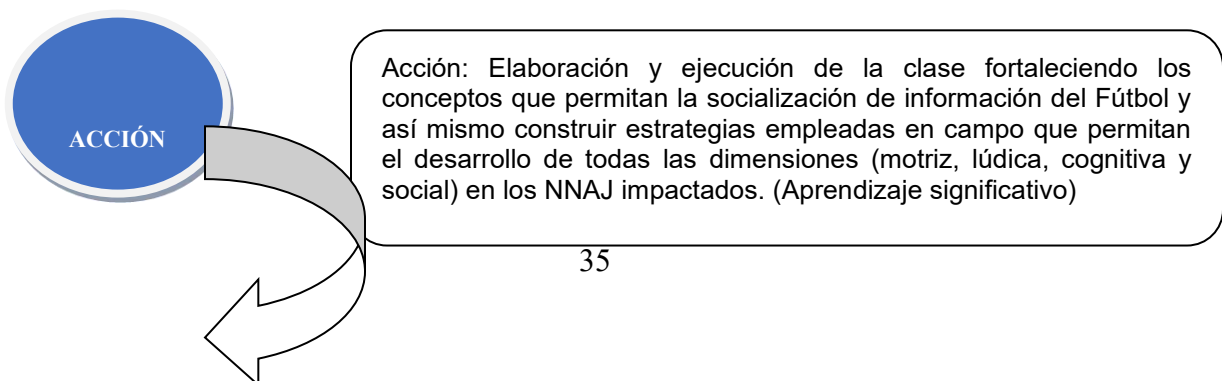 ACCIÓN
Acción: Elaboración y ejecución de la clase fortaleciendo los
conceptos que permitan la socialización de información del Fútbol y
así mismo construir estrategias empleadas en campo que permitan
el desarrollo de todas las dimensiones (motriz, lúdica, cognitiva y
social) en los NNAJ impactados. (Aprendizaje significativo)
35